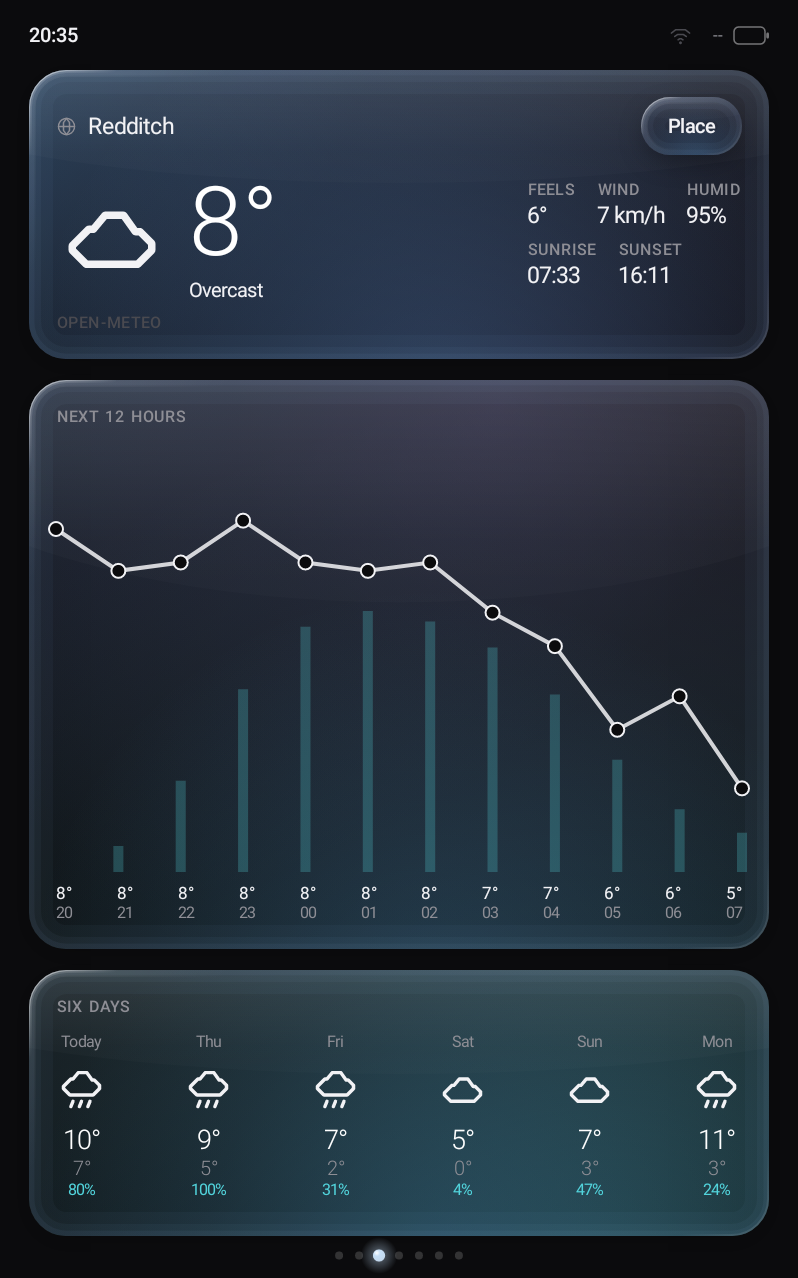 20:35
--
Redditch
Place
8°
Overcast
FEELS WIND HUMID
6° 7 km/h 95%
SUNRISE SUNSET
07:33 16:11
OPEN-METEO
NEXT 12 HOURS
8° 8° 8° 8° 8° 8° 8° 7° 7° 6° 6° 5°
20 21 22 23 00 01 02 03 04 05 06 07
SIX DAYS
Today Thu Fri Sat Sun Mon
10° 9° 7° 5° 7° 11°
7° 5° 2° 0° 3° 3°
80% 100% 31% 4% 47% 24%